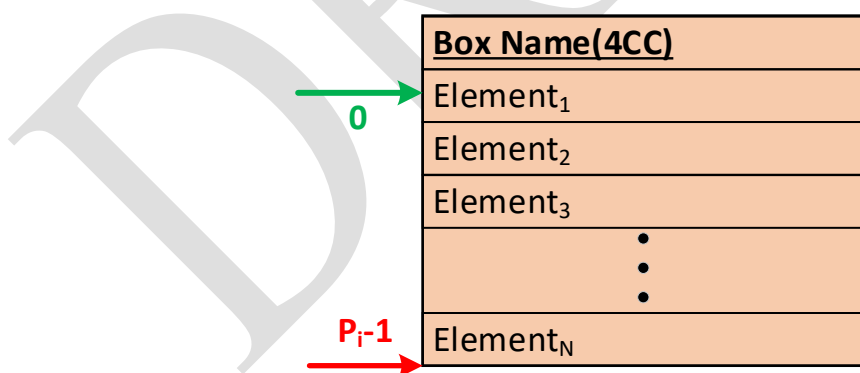 Box Name(4CC)
Element₁
0
Element₂
Element₃
Pᵢ-1
Elementₙ